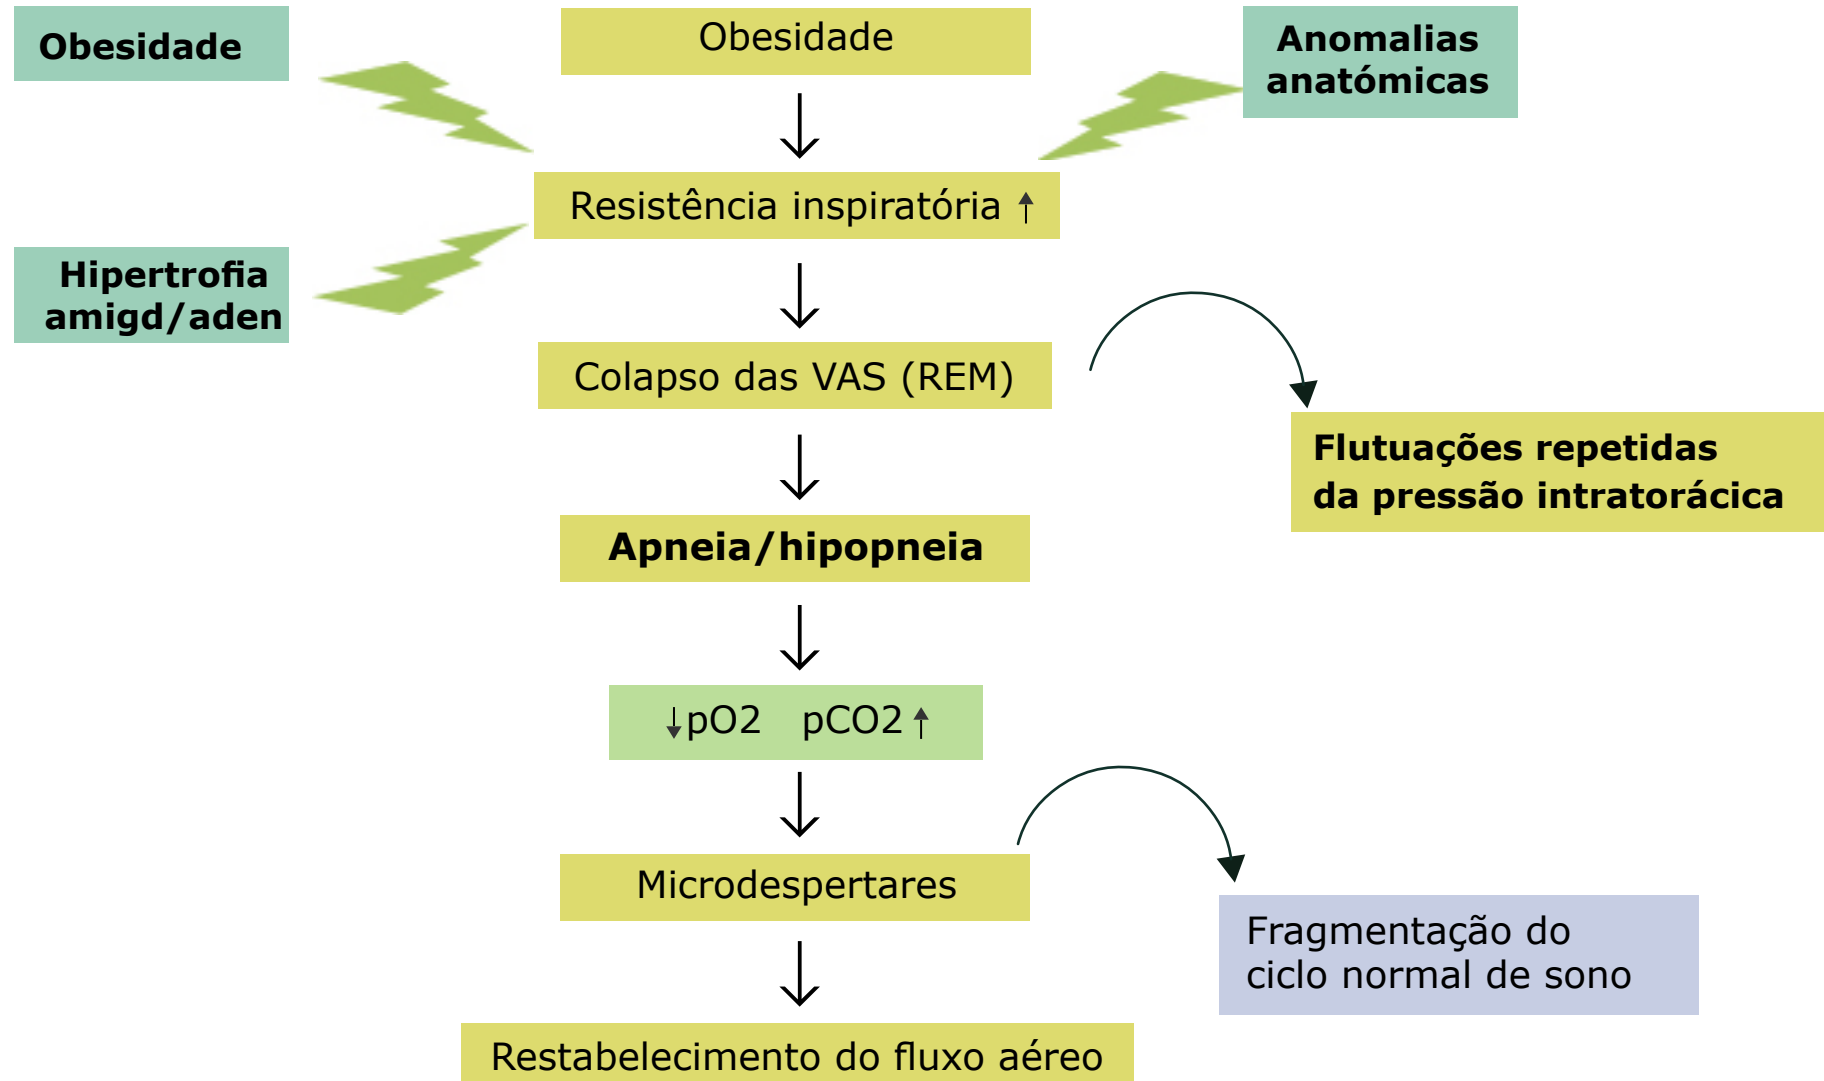 Obesidade
Obesidade
Anomalias
anatómicas
Resistência inspiratória ↑
Hipertrofia
amigd/aden
Colapso das VAS (REM)
Flutuações repetidas
da pressão intratorácica
Apneia/hipopneia
↓pO2 pCO2↑
Microdespertares
Fragmentação do
ciclo normal de sono
Restabelecimento do fluxo aéreo